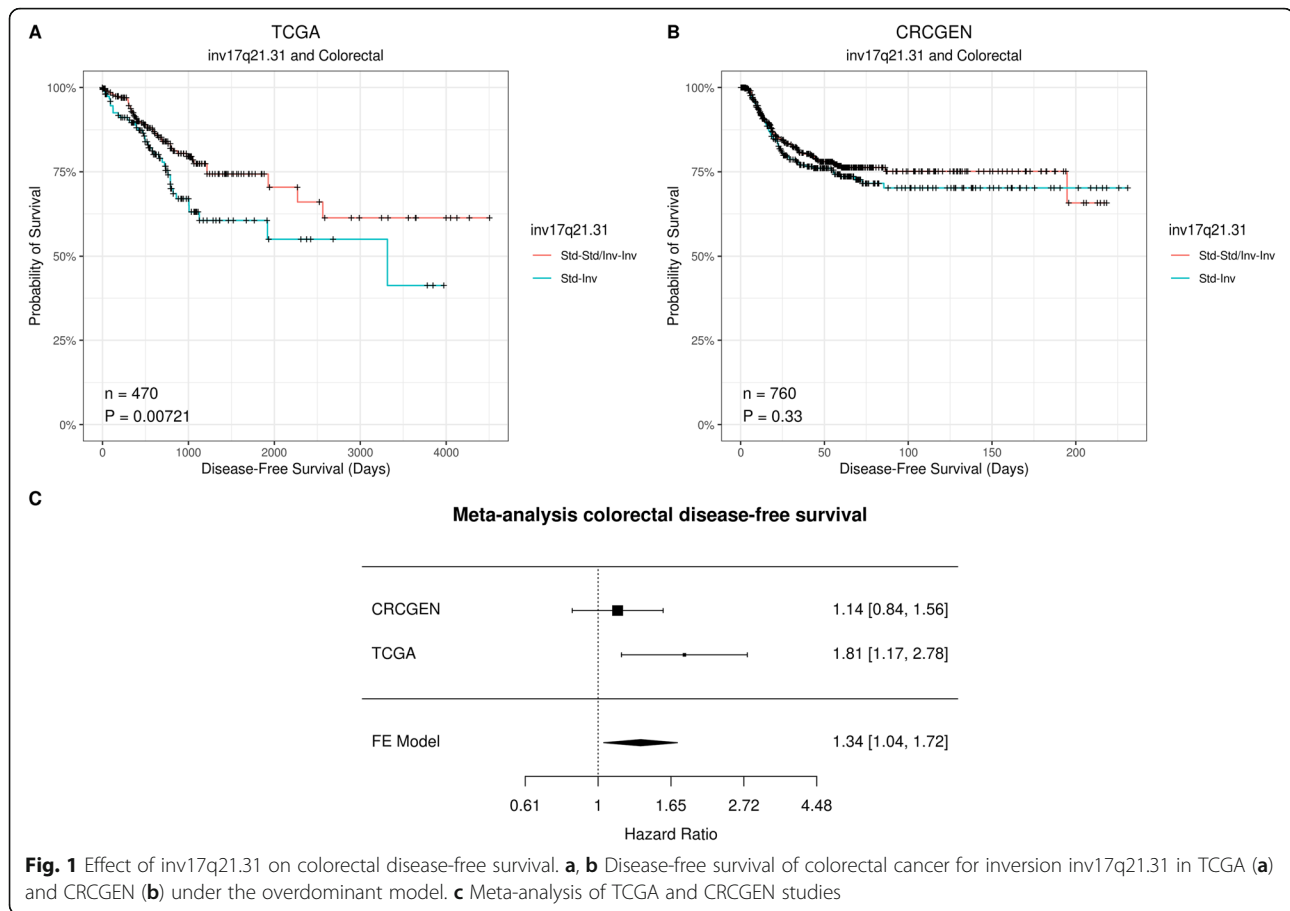 A
TCGA
inv17q21.31 and Colorectal
100%
75%
50%
25%
0%
Probability of Survival
n = 470
P = 0.00721
0
1000
2000
3000
4000
Disease-Free Survival (Days)
inv17q21.31
Std-Std/Inv-Inv
Std-Inv
B
CRCGEN
inv17q21.31 and Colorectal
100%
75%
50%
25%
0%
Probability of Survival
n = 760
P = 0.33
0
50
100
150
200
Disease-Free Survival (Days)
inv17q21.31
Std-Std/Inv-Inv
Std-Inv
C
Meta-analysis colorectal disease-free survival
CRCGEN 1.14 [0.84, 1.56]
TCGA 1.81 [1.17, 2.78]
FE Model 1.34 [1.04, 1.72]
0.61 1 1.65 2.72 4.48
Hazard Ratio
Fig. 1 Effect of inv17q21.31 on colorectal disease-free survival. a, b Disease-free survival of colorectal cancer for inversion inv17q21.31 in TCGA (a)
and CRCGEN (b) under the overdominant model. c Meta-analysis of TCGA and CRCGEN studies